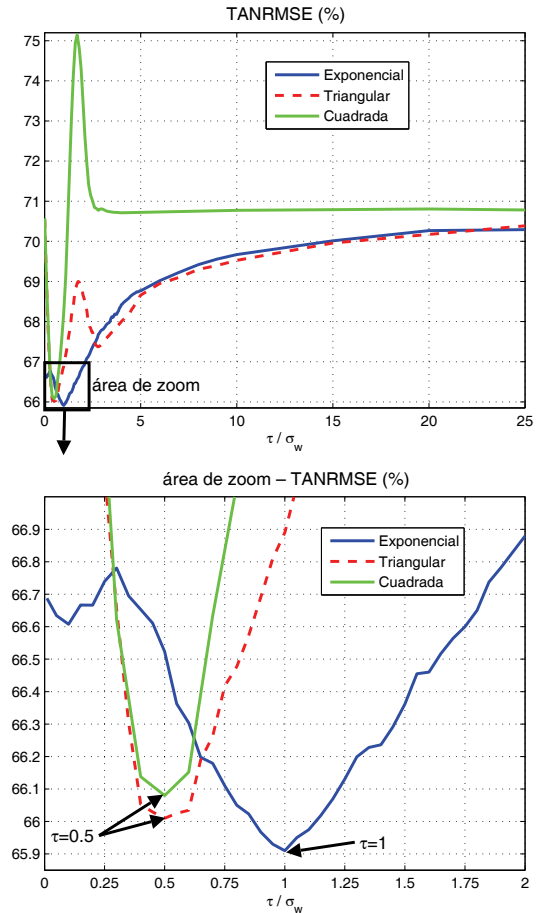 TANRMSE (%)
75
74
73
72
71
70
69
68
67
66
Exponencial
Triangular
Cuadrada
área de zoom
0 5 10 15 20 25
τ / σw
área de zoom – TANRMSE (%)
66.9
66.8
66.7
66.6
66.5
66.4
66.3
66.2
66.1
66
65.9
Exponencial
Triangular
Cuadrada
τ=0.5
τ=1
0 0.25 0.5 0.75 1 1.25 1.5 1.75 2
τ / σw